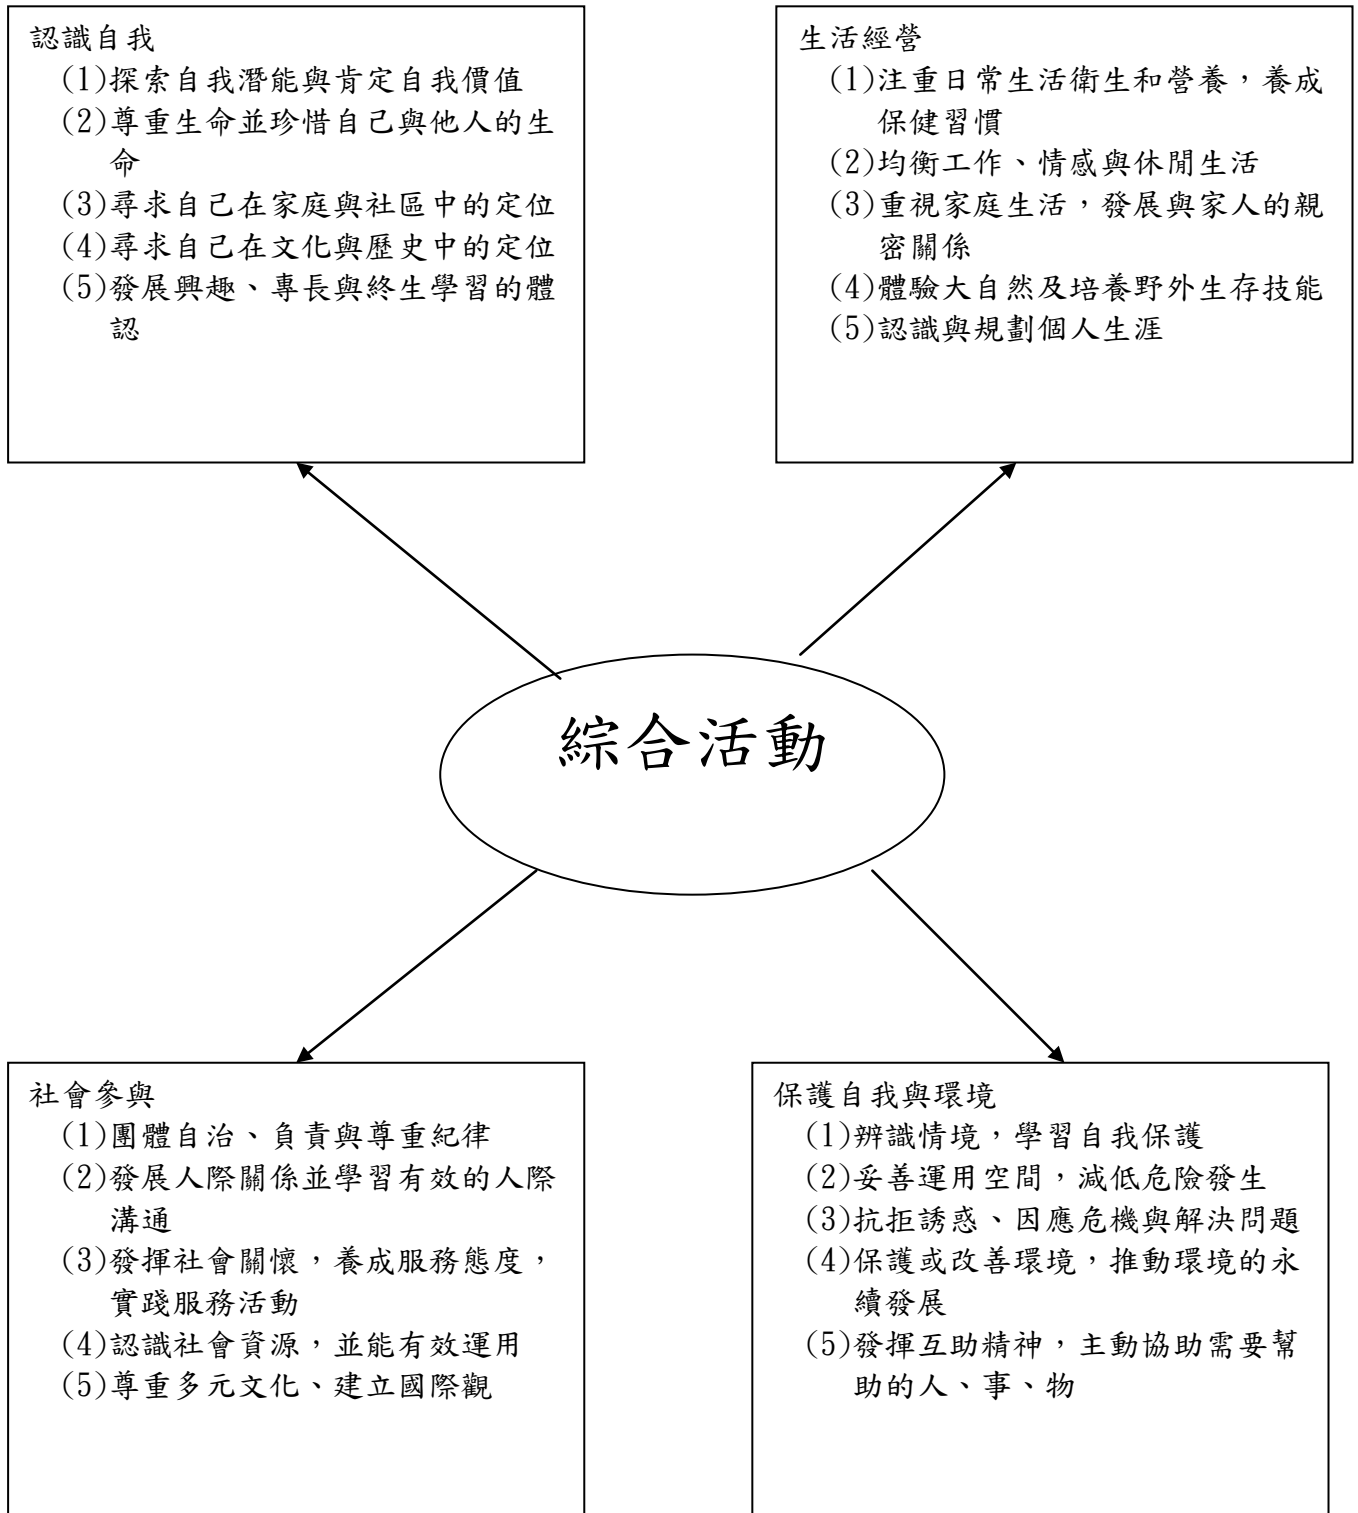 認識自我
(1)探索自我潛能與肯定自我價值
(2)尊重生命並珍惜自己與他人的生
命
(3)尋求自己在家庭與社區中的定位
(4)尋求自己在文化與歷史中的定位
(5)發展興趣、專長與終生學習的體
認
生活經營
(1)注重日常生活衛生和營養，養成
保健習慣
(2)均衡工作、情感與休閒生活
(3)重視家庭生活，發展與家人的親
密關係
(4)體驗大自然及培養野外生存技能
(5)認識與規劃個人生涯
綜合活動
社會參與
(1)團體自治、負責與尊重紀律
(2)發展人際關係並學習有效的人際
溝通
(3)發揮社會關懷，養成服務態度，
實踐服務活動
(4)認識社會資源，並能有效運用
(5)尊重多元文化、建立國際觀
保護自我與環境
(1)辨識情境，學習自我保護
(2)妥善運用空間，減低危險發生
(3)抗拒誘惑、因應危機與解決問題
(4)保護或改善環境，推動環境的永
續發展
(5)發揮互助精神，主動協助需要幫
助的人、事、物